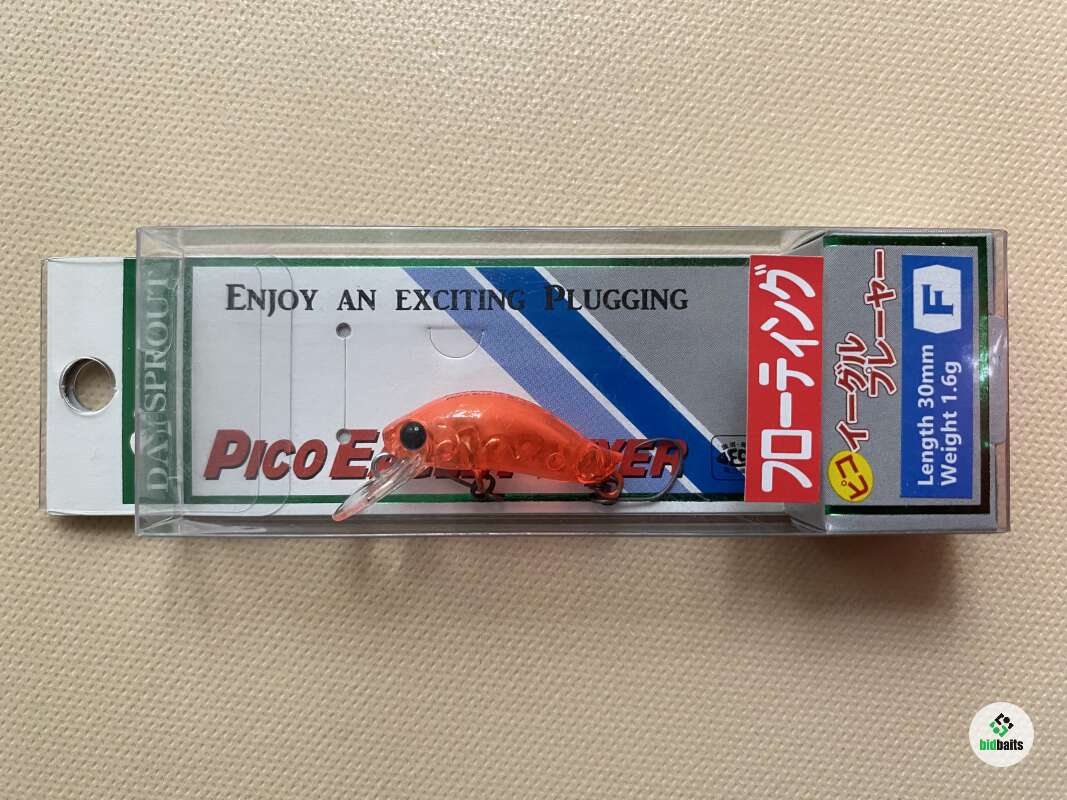 DAYSPROUT
ENJOY AN EXCITING PLUGGING
PICO E
YER
フローティング
ピコ
イーグル
プレーヤー
F
Length 30mm
Weight 1.6g
bidbaits